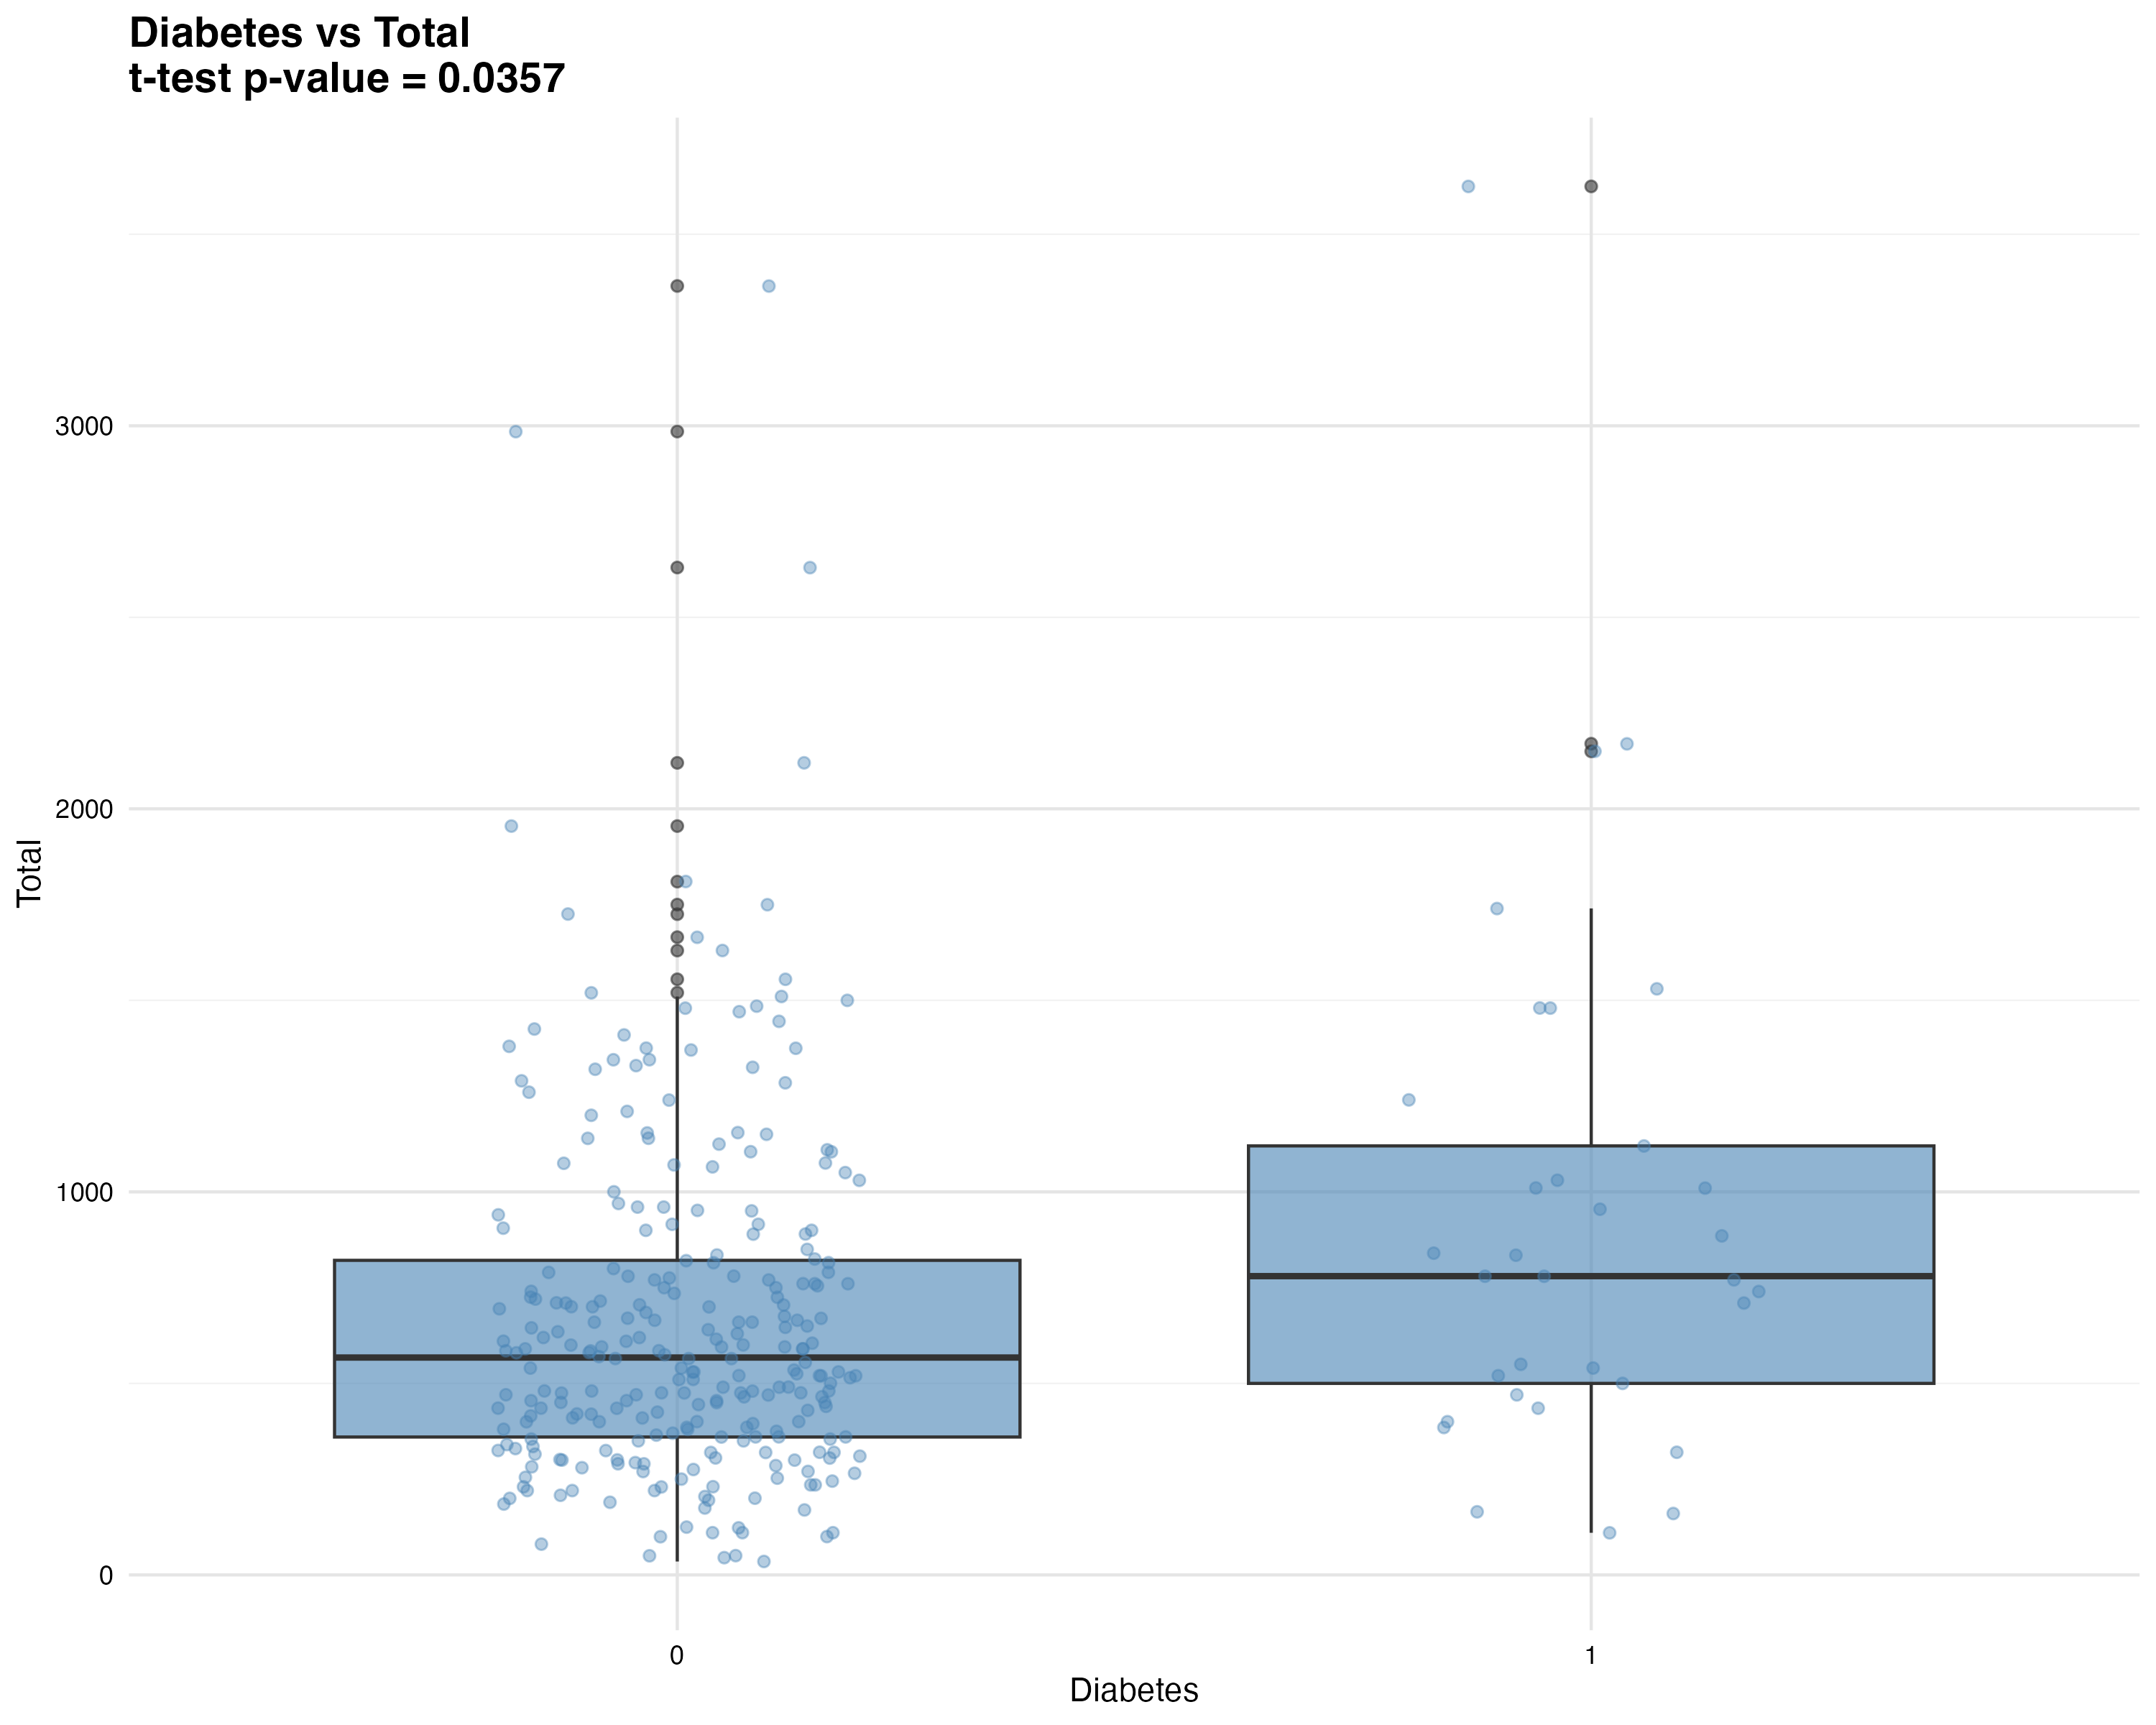 Diabetes vs Total
t-test p-value = 0.0357
3000
2000
1000
0
Total
0
1
Diabetes